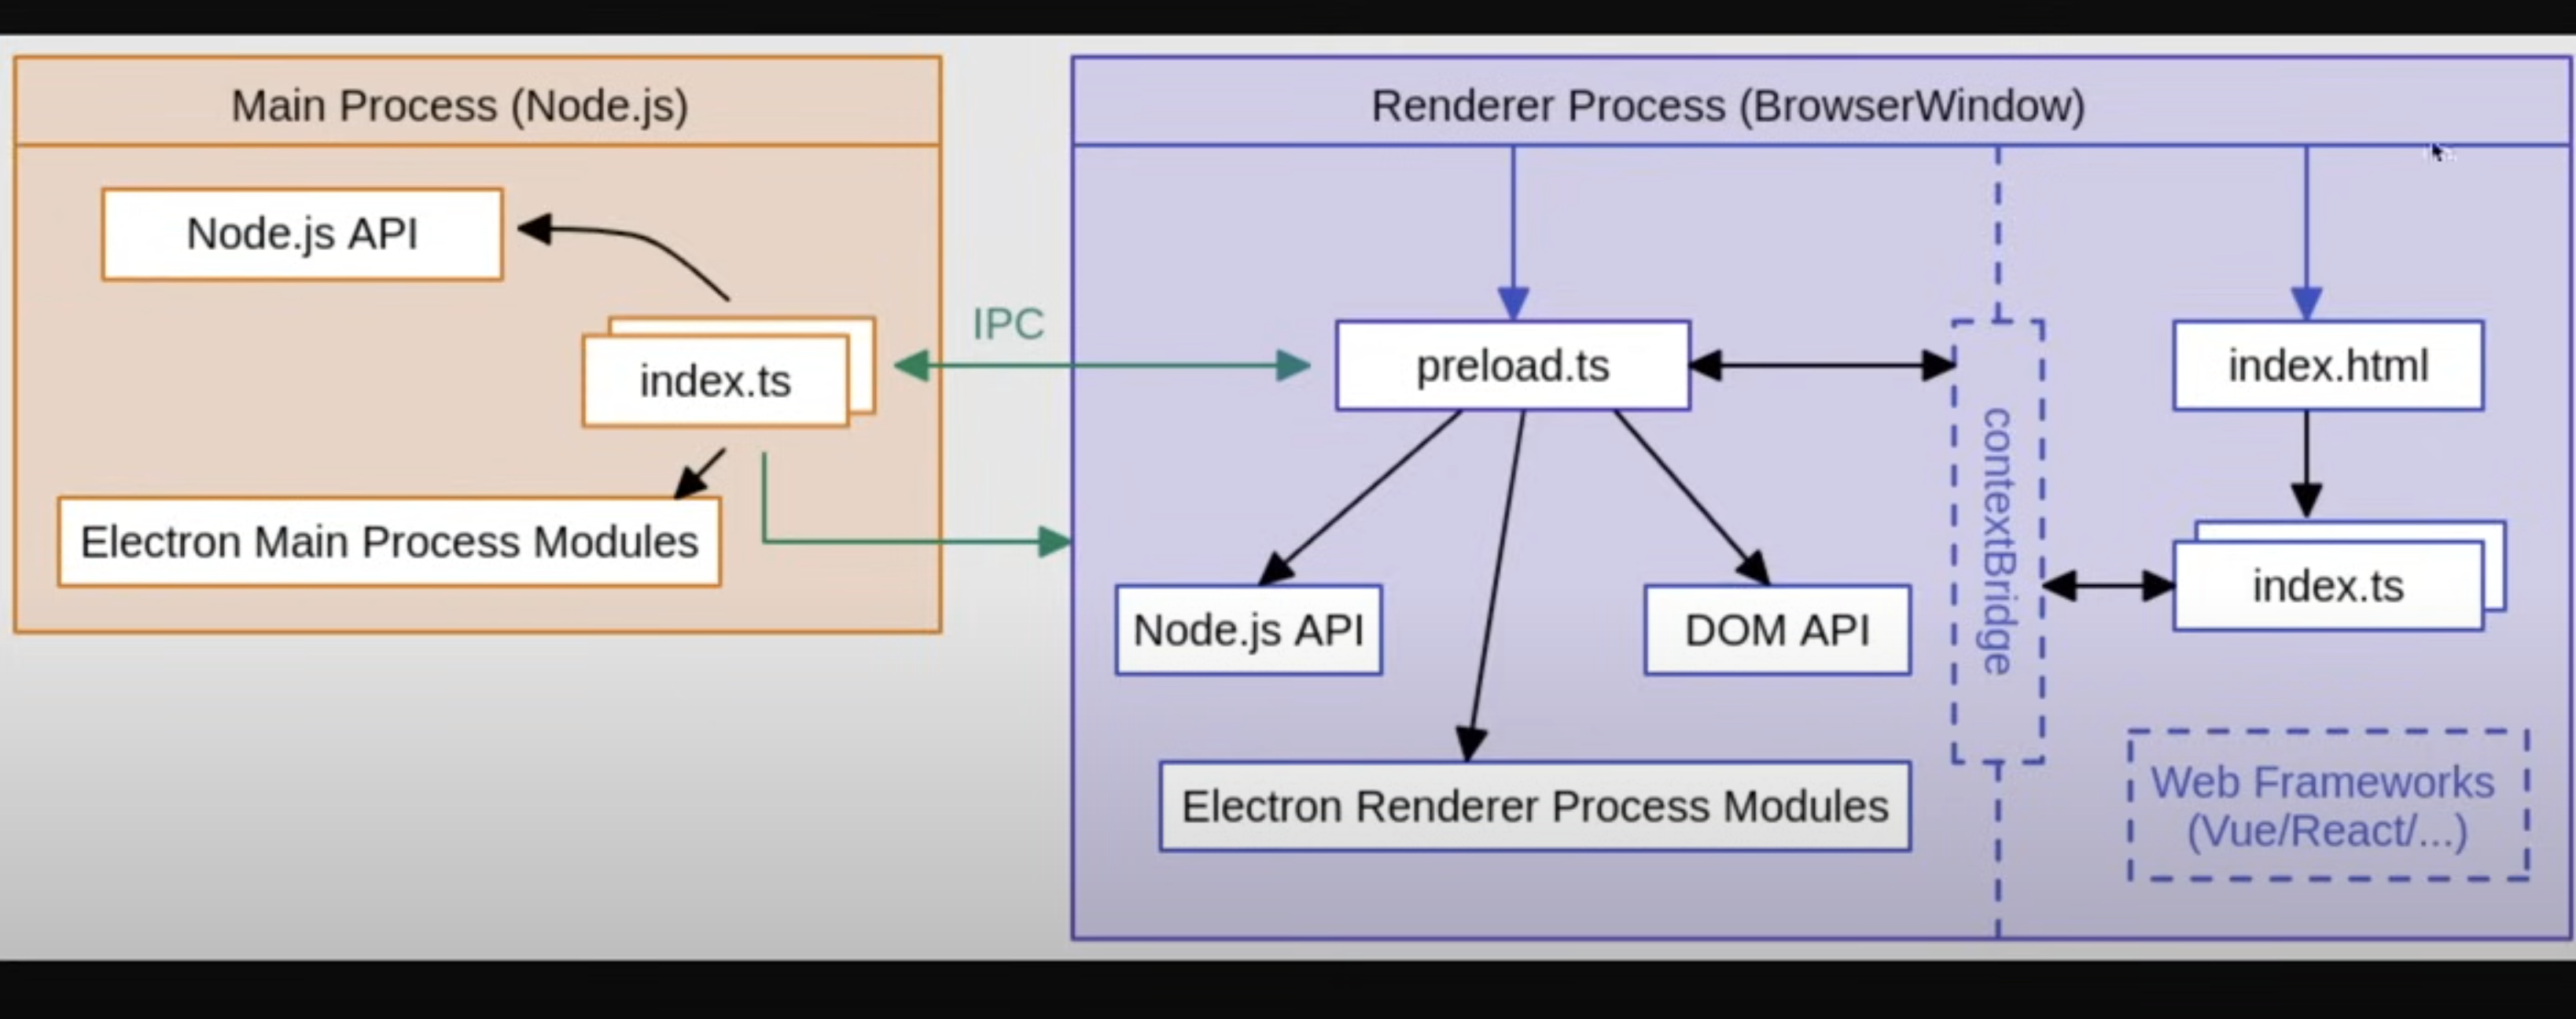 Main Process (Node.js)
Node.js API
index.ts
Electron Main Process Modules
IPC
Renderer Process (BrowserWindow)
preload.ts
contextBridge
index.html
index.ts
Node.js API
DOM API
Electron Renderer Process Modules
Web Frameworks
(Vue/React/...)